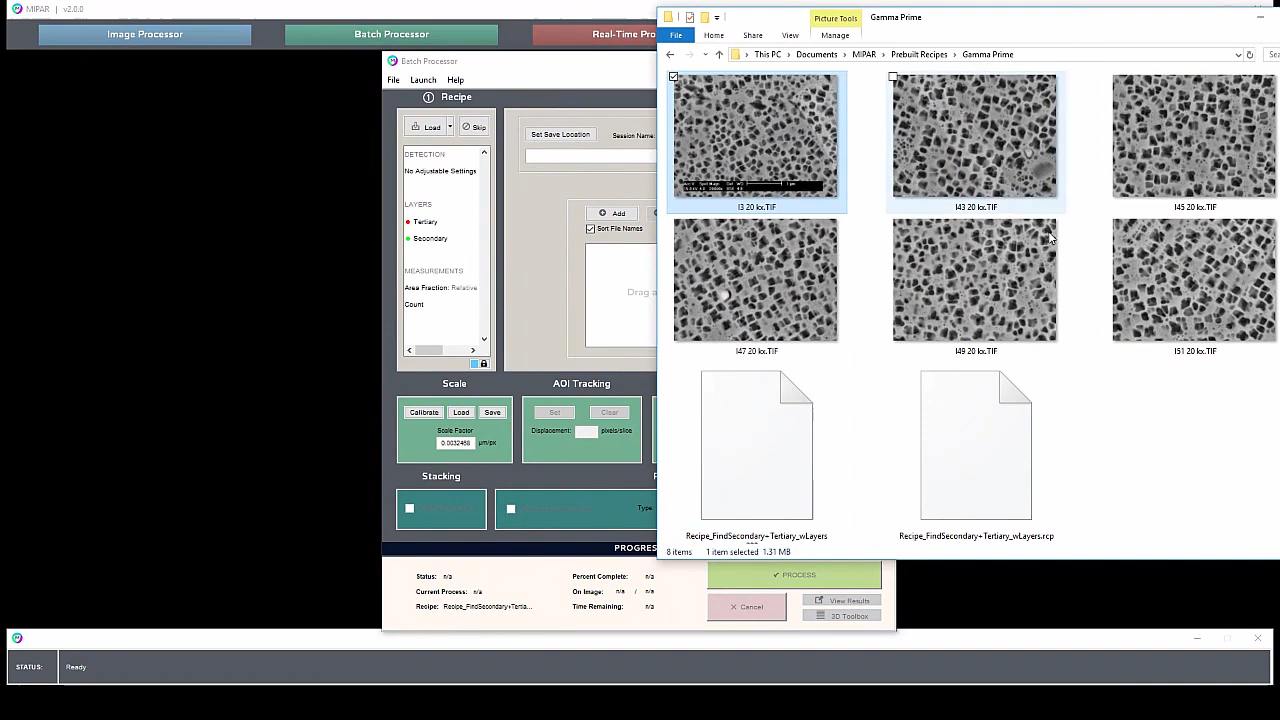 MIPAR | v2.0.0
Image Processor
Batch Processor
Real-Time Pro
Picture Tools
Gamma Prime
File
Home
Share
View
Manage
This PC > Documents > MIPAR > Prebuilt Recipes > Gamma Prime
Sea
Batch Processor
File Launch Help
1 Recipe
Load
Skip
DETECTION
No Adjustable Settings
LAYERS
Tertiary
Secondary
MEASUREMENTS
Area Fraction: Relative
Count
Set Save Location
Session Name:
Add
Sort File Names
Drag a
I3 20 kx.TIF
I43 20 kx.TIF
I45 20 kx.TIF
I47 20 kx.TIF
I49 20 kx.TIF
I51 20 kx.TIF
Recipe_FindSecondary+Tertiary_wLayers
Recipe_FindSecondary+Tertiary_wLayers.rcp
8 items 1 item selected 1.31 MB
Scale
Calibrate
Load
Save
Scale Factor
0.0032468 µm/px
AOI Tracking
Set
Clear
Displacement:
pixels/slice
Stacking
Type:
PROGRES
Status: n/a
Current Process: n/a
Recipe: Recipe_FindSecondary+Tertia...
Percent Complete: n/a
On Image: n/a / n/a
Time Remaining: n/a
PROCESS
Cancel
View Results
3D Toolbox
STATUS:
Ready